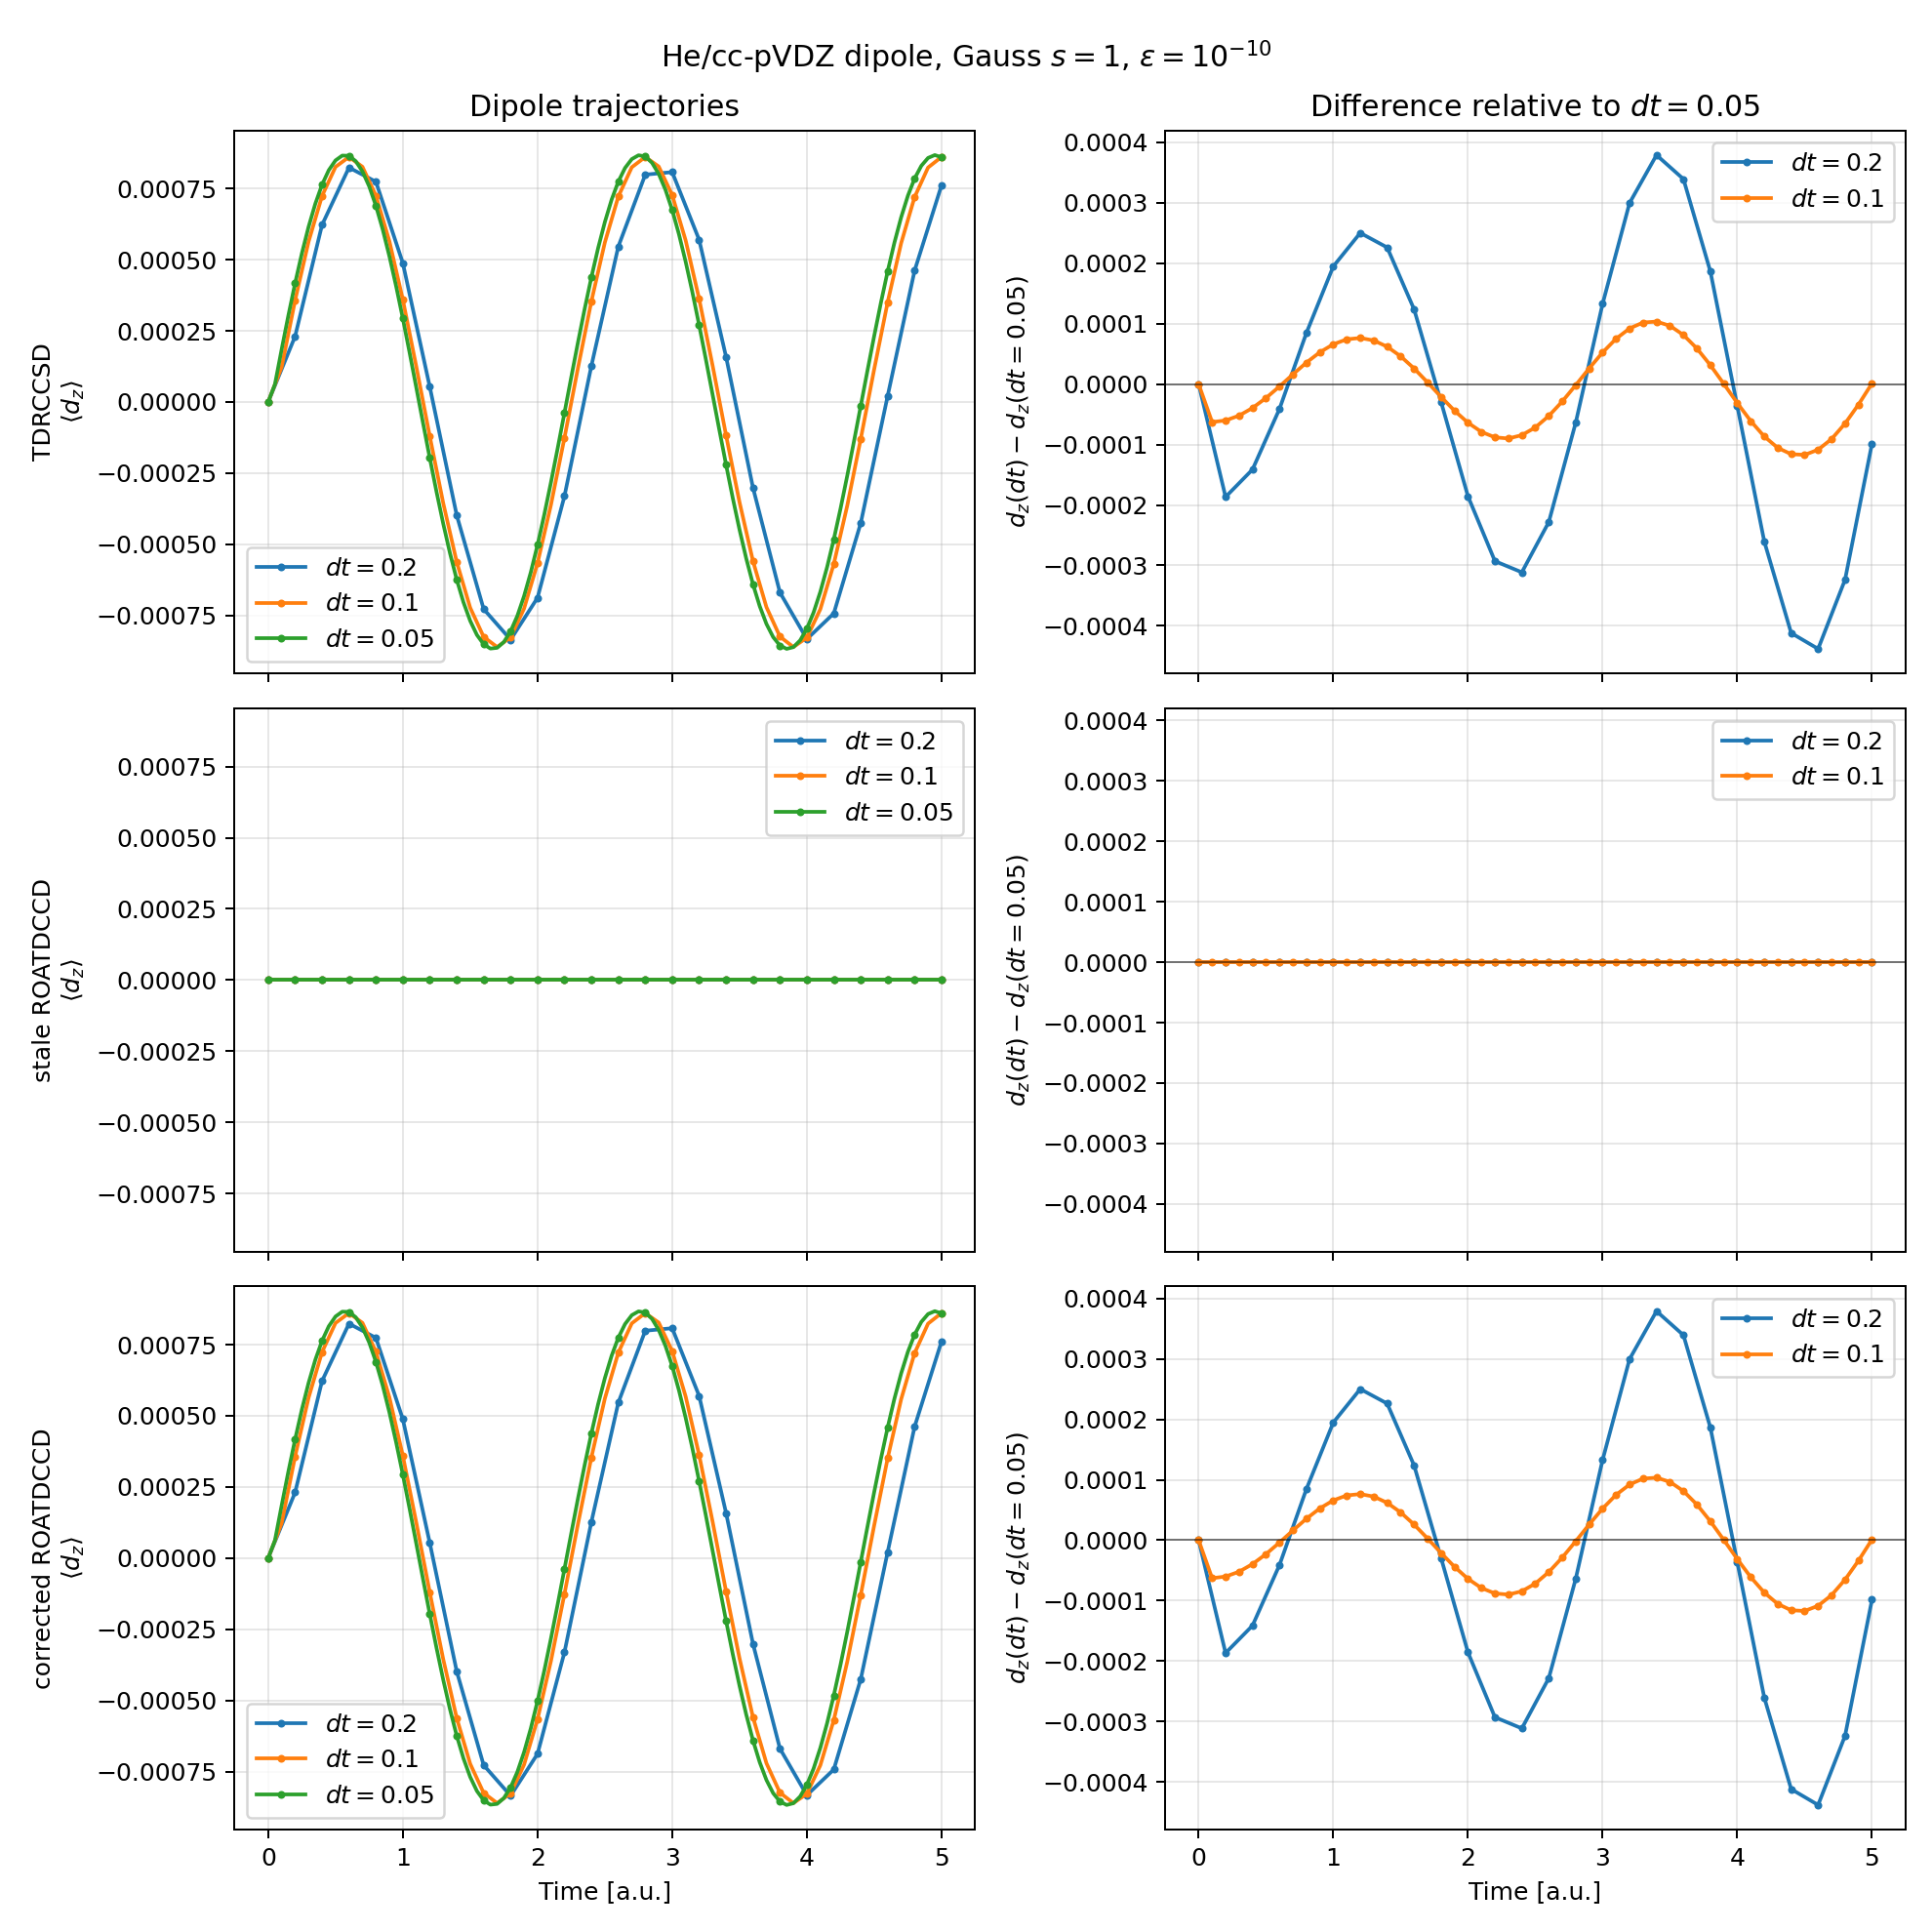 He/cc-pVDZ dipole, Gauss s = 1, ε = 10⁻¹⁰
Dipole trajectories
Difference relative to dt = 0.05
TDRCCSD
⟨d_z⟩
0.00075
0.00050
0.00025
0.00000
−0.00025
−0.00050
−0.00075
dt = 0.2
dt = 0.1
dt = 0.05
d_z(dt) − d_z(dt = 0.05)
0.0004
0.0003
0.0002
0.0001
0.0000
−0.0001
−0.0002
−0.0003
−0.0004
dt = 0.2
dt = 0.1
stale ROATDCCD
⟨d_z⟩
0.00075
0.00050
0.00025
0.00000
−0.00025
−0.00050
−0.00075
dt = 0.2
dt = 0.1
dt = 0.05
d_z(dt) − d_z(dt = 0.05)
0.0004
0.0003
0.0002
0.0001
0.0000
−0.0001
−0.0002
−0.0003
−0.0004
dt = 0.2
dt = 0.1
corrected ROATDCCD
⟨d_z⟩
0.00075
0.00050
0.00025
0.00000
−0.00025
−0.00050
−0.00075
dt = 0.2
dt = 0.1
dt = 0.05
0 1 2 3 4 5
Time [a.u.]
d_z(dt) − d_z(dt = 0.05)
0.0004
0.0003
0.0002
0.0001
0.0000
−0.0001
−0.0002
−0.0003
−0.0004
dt = 0.2
dt = 0.1
0 1 2 3 4 5
Time [a.u.]